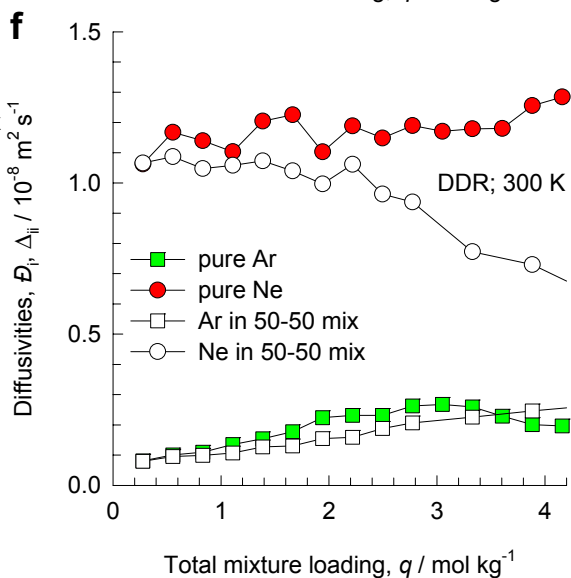 f
1.5
1.0
0.5
0.0
Diffusivities, Đᵢ, Δᵢᵢ / 10⁻⁸ m² s⁻¹
DDR; 300 K
pure Ar
pure Ne
Ar in 50-50 mix
Ne in 50-50 mix
0 1 2 3 4
Total mixture loading, q / mol kg⁻¹